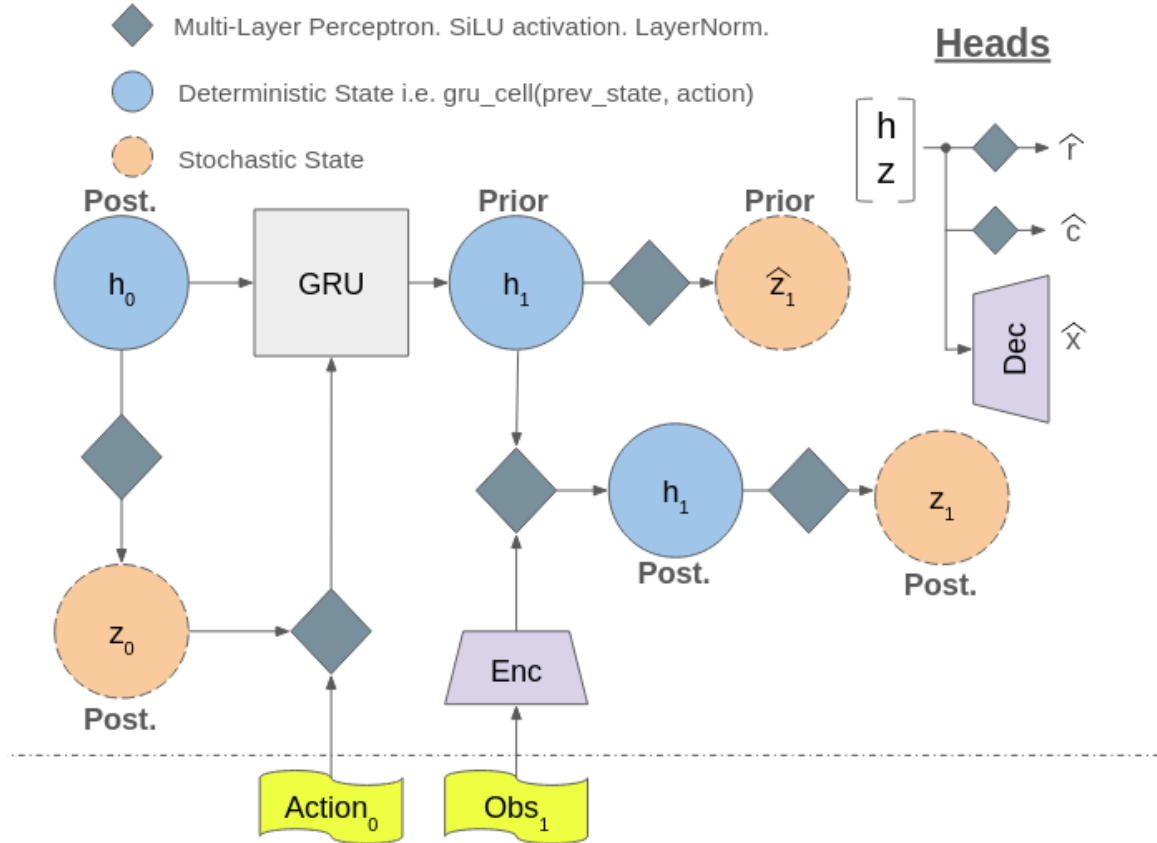 Multi-Layer Perceptron. SiLU activation. LayerNorm.
Heads
Deterministic State i.e. gru_cell(prev_state, action)
Stochastic State
h
z
r̂
ĉ
x̂
Dec
Post.
Prior
Prior
h₀
GRU
h₁
ẑ₁
h₁
z₁
Post.
Post.
z₀
Post.
Enc
Action₀
Obs₁